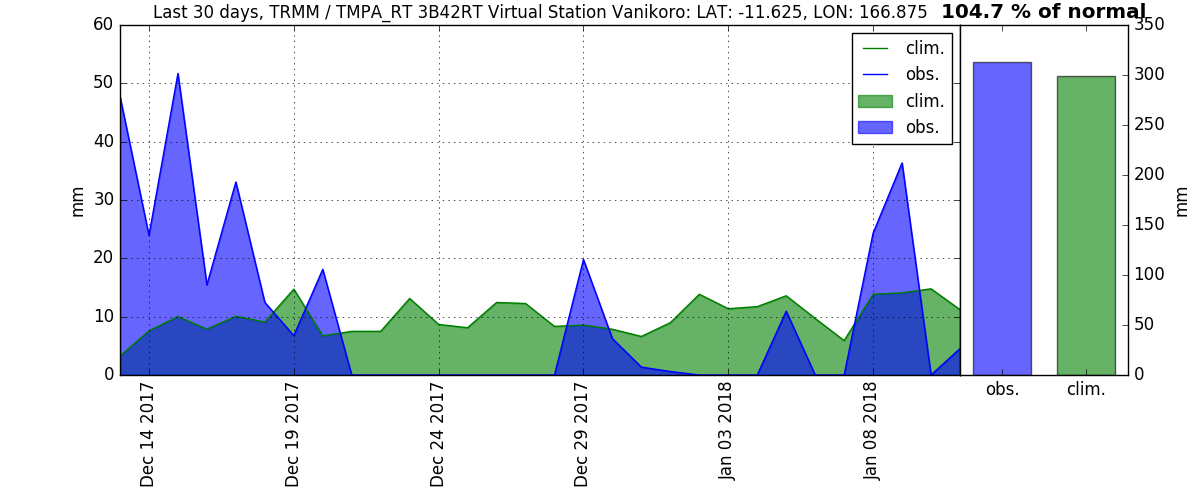 Last 30 days, TRMM / TMPA_RT 3B42RT Virtual Station Vanikoro: LAT: -11.625, LON: 166.875 104.7 % of normal
60
50
40
30
20
10
0
mm
clim.
obs.
clim.
obs.
350
300
250
200
150
100
50
0
mm
obs.
clim.
Dec 14 2017
Dec 19 2017
Dec 24 2017
Dec 29 2017
Jan 03 2018
Jan 08 2018